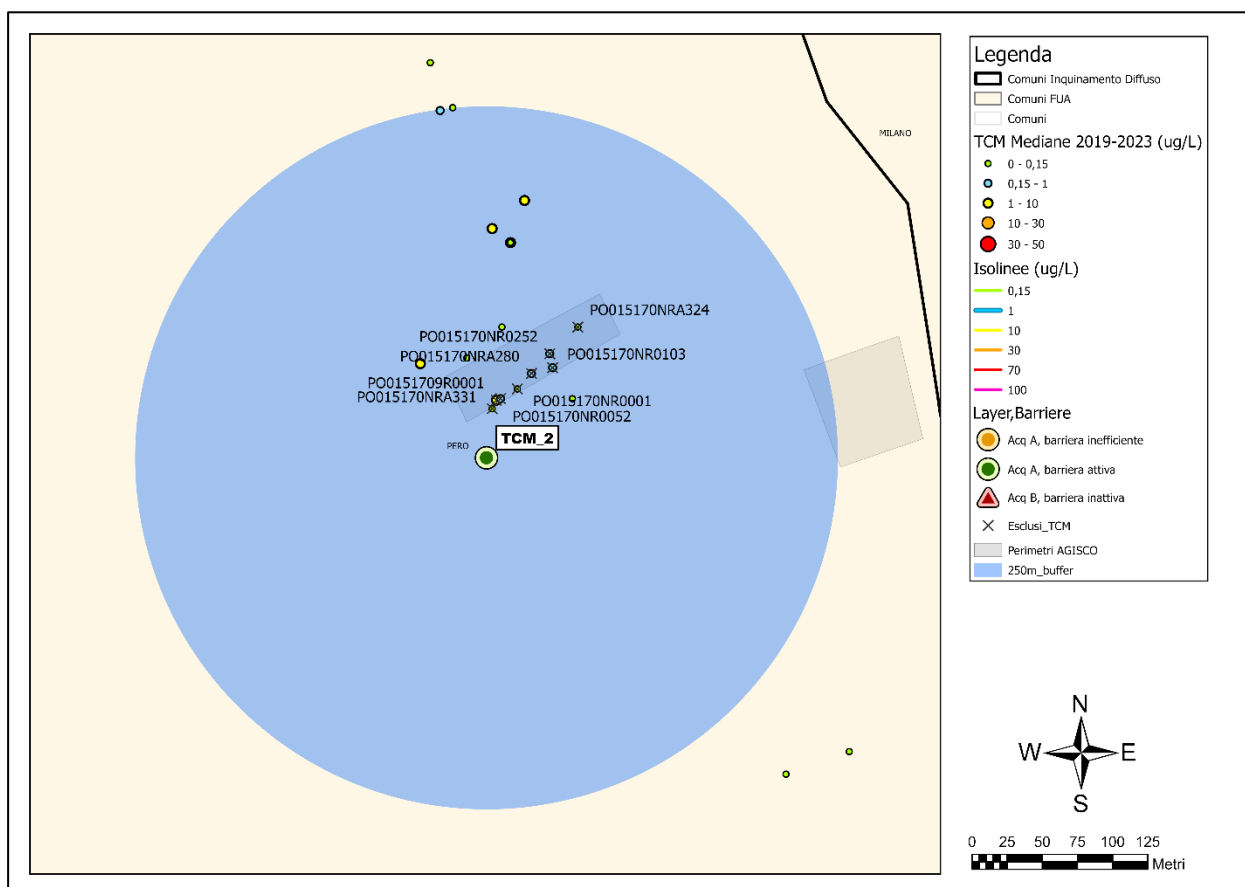 MILANO
PO015170NRA324
PO015170NR0252
PO015170NRA280
PO015170NR0103
PO0151709R0001
PO015170NRA331
PO015170NR0001
PO015170NR0052
TCM_2
PERO
Legenda
Comuni Inquinamento Diffuso
Comuni FUA
Comuni
TCM Mediane 2019-2023 (ug/L)
0 - 0,15
0,15 - 1
1 - 10
10 - 30
30 - 50
Isolinee (ug/L)
0,15
1
10
30
70
100
Layer,Barriere
Acq A, barriera inefficiente
Acq A, barriera attiva
Acq B, barriera inattiva
Esclusi_TCM
Perimetri AGISCO
250m_buffer
N
W E
S
0 25 50 75 100 125
Metri